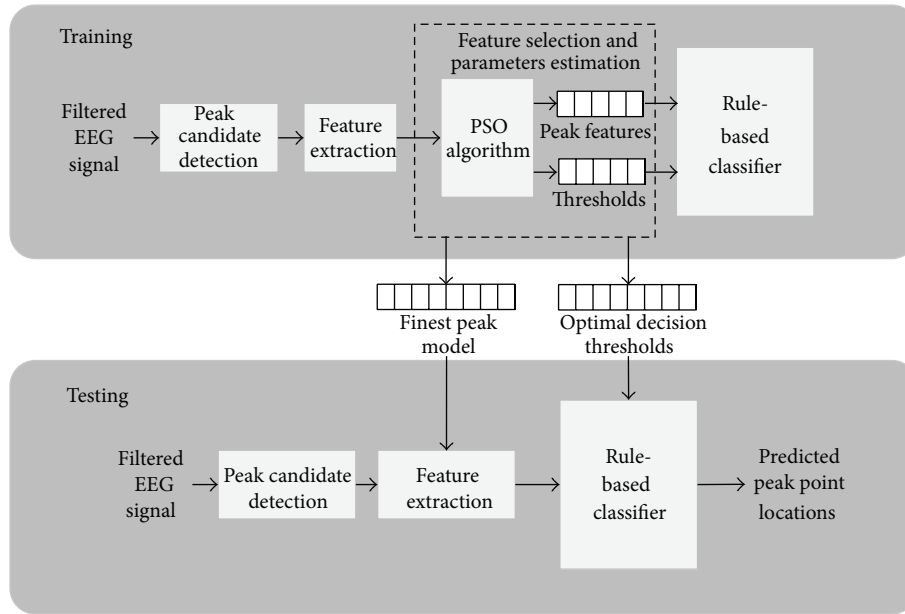 Training
Filtered
EEG
signal
Peak
candidate
detection
Feature
extraction
Feature selection and
parameters estimation
PSO
algorithm
Peak features
Thresholds
Rule-
based
classifier
Finest peak
model
Optimal decision
thresholds
Testing
Filtered
EEG
signal
Peak candidate
detection
Feature
extraction
Rule-
based
classifier
Predicted
peak point
locations